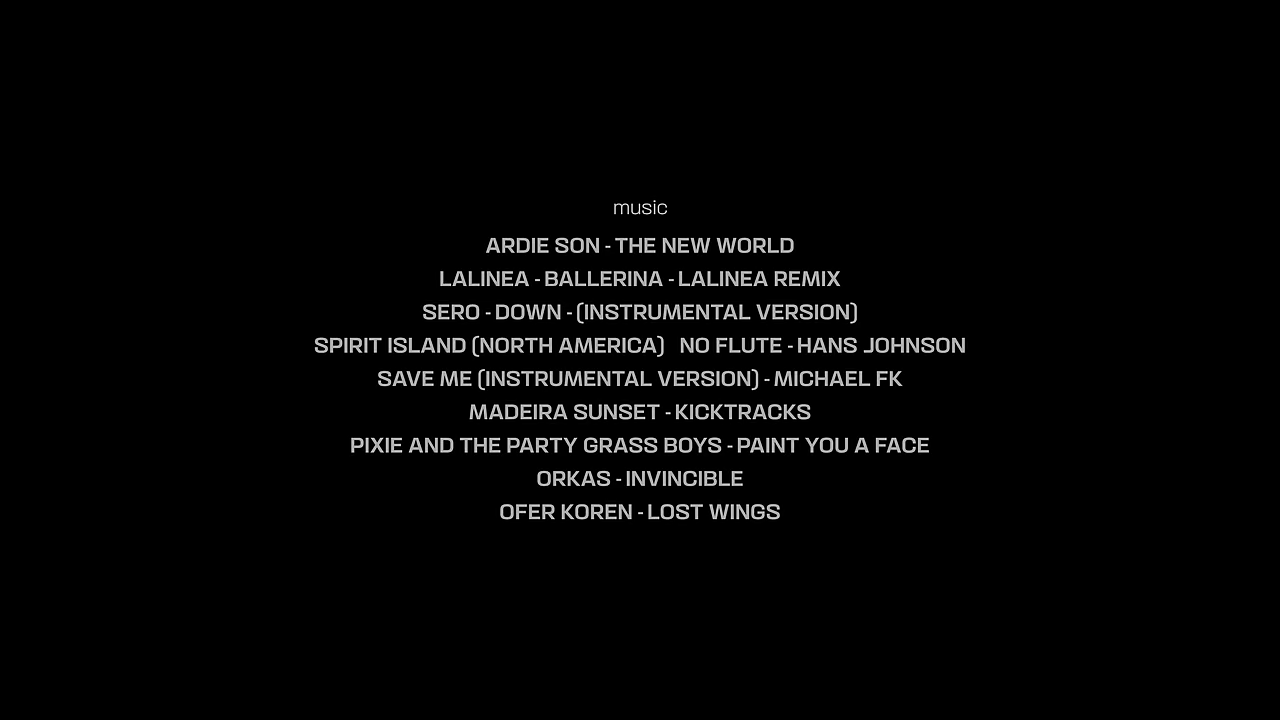 music
ARDIE SON - THE NEW WORLD
LALINEA - BALLERINA - LALINEA REMIX
SERO - DOWN - (INSTRUMENTAL VERSION)
SPIRIT ISLAND (NORTH AMERICA)   NO FLUTE - HANS JOHNSON
SAVE ME (INSTRUMENTAL VERSION) - MICHAEL FK
MADEIRA SUNSET - KICKTRACKS
PIXIE AND THE PARTY GRASS BOYS - PAINT YOU A FACE
ORKAS - INVINCIBLE
OFER KOREN - LOST WINGS